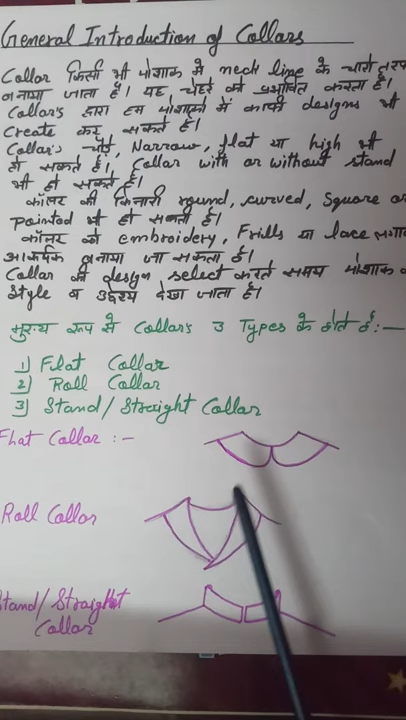 General Introduction of Collars
Collar किसी भी पोशाक में neck line के चारों तरफ
बनाया जाता है। यह चेहरे को प्रभावित करता है।
Collar's द्वारा हम पोशाकों में काफी designs भी
Create कर सकते हैं।
Collar's चौड़े, Narrow, flat या high भी
हो सकते हैं, Collar with or without stand
भी हो सकते हैं।
कॉलर की किनारी round, curved, Square or
pointed भी हो सकती है।
कॉलर को embroidery, Frills या lace लगा
आकर्षक बनाया जा सकता है।
Collar की design select करते समय पोशाक
Style व उद्देश्य देखा जाता है।
मुख्य रूप से Collars 3 Types के होते हैं:-
1) Flat Collar
2) Roll Collar
3) Stand/Straight Collar
Flat Collar :-
Roll Collar
Stand/Straight
Collar